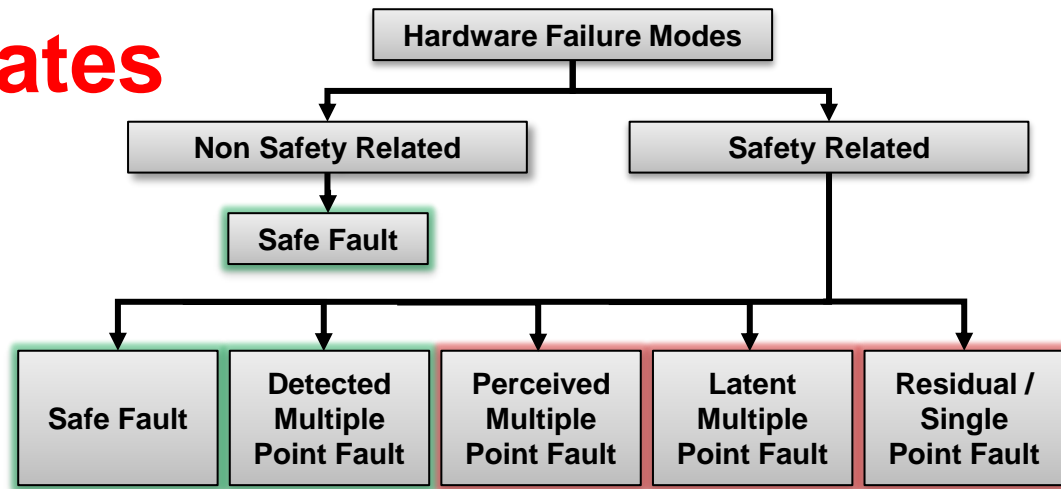 ates
Hardware Failure Modes
Non Safety Related
Safety Related
Safe Fault
Safe Fault
Detected
Multiple
Point Fault
Perceived
Multiple
Point Fault
Latent
Multiple
Point Fault
Residual /
Single
Point Fault